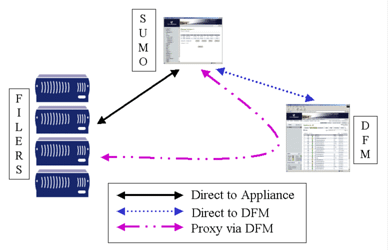 SUMO
FILERS
DFM
Direct to Appliance
Direct to DFM
Proxy via DFM